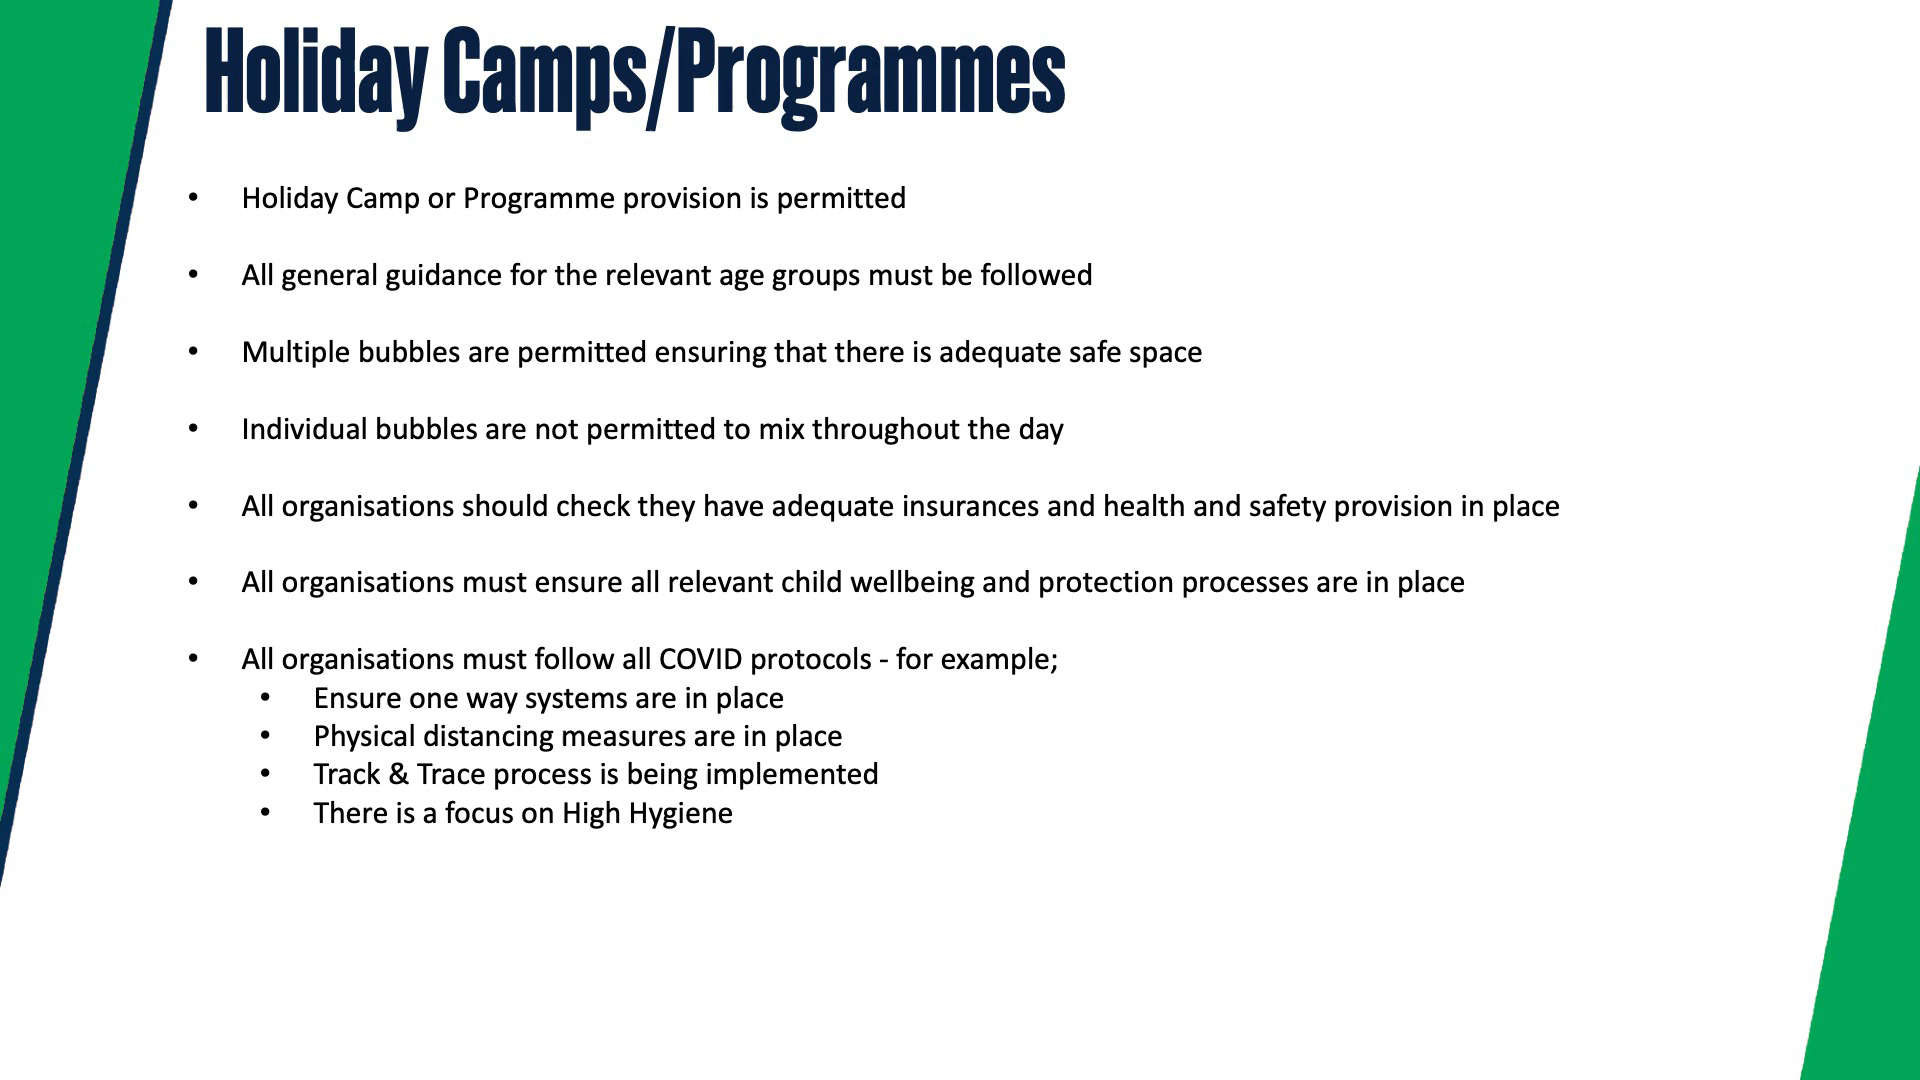 Holiday Camps/Programmes
• Holiday Camp or Programme provision is permitted
• All general guidance for the relevant age groups must be followed
• Multiple bubbles are permitted ensuring that there is adequate safe space
• Individual bubbles are not permitted to mix throughout the day
• All organisations should check they have adequate insurances and health and safety provision in place
• All organisations must ensure all relevant child wellbeing and protection processes are in place
• All organisations must follow all COVID protocols - for example;
• Ensure one way systems are in place
• Physical distancing measures are in place
• Track & Trace process is being implemented
• There is a focus on High Hygiene